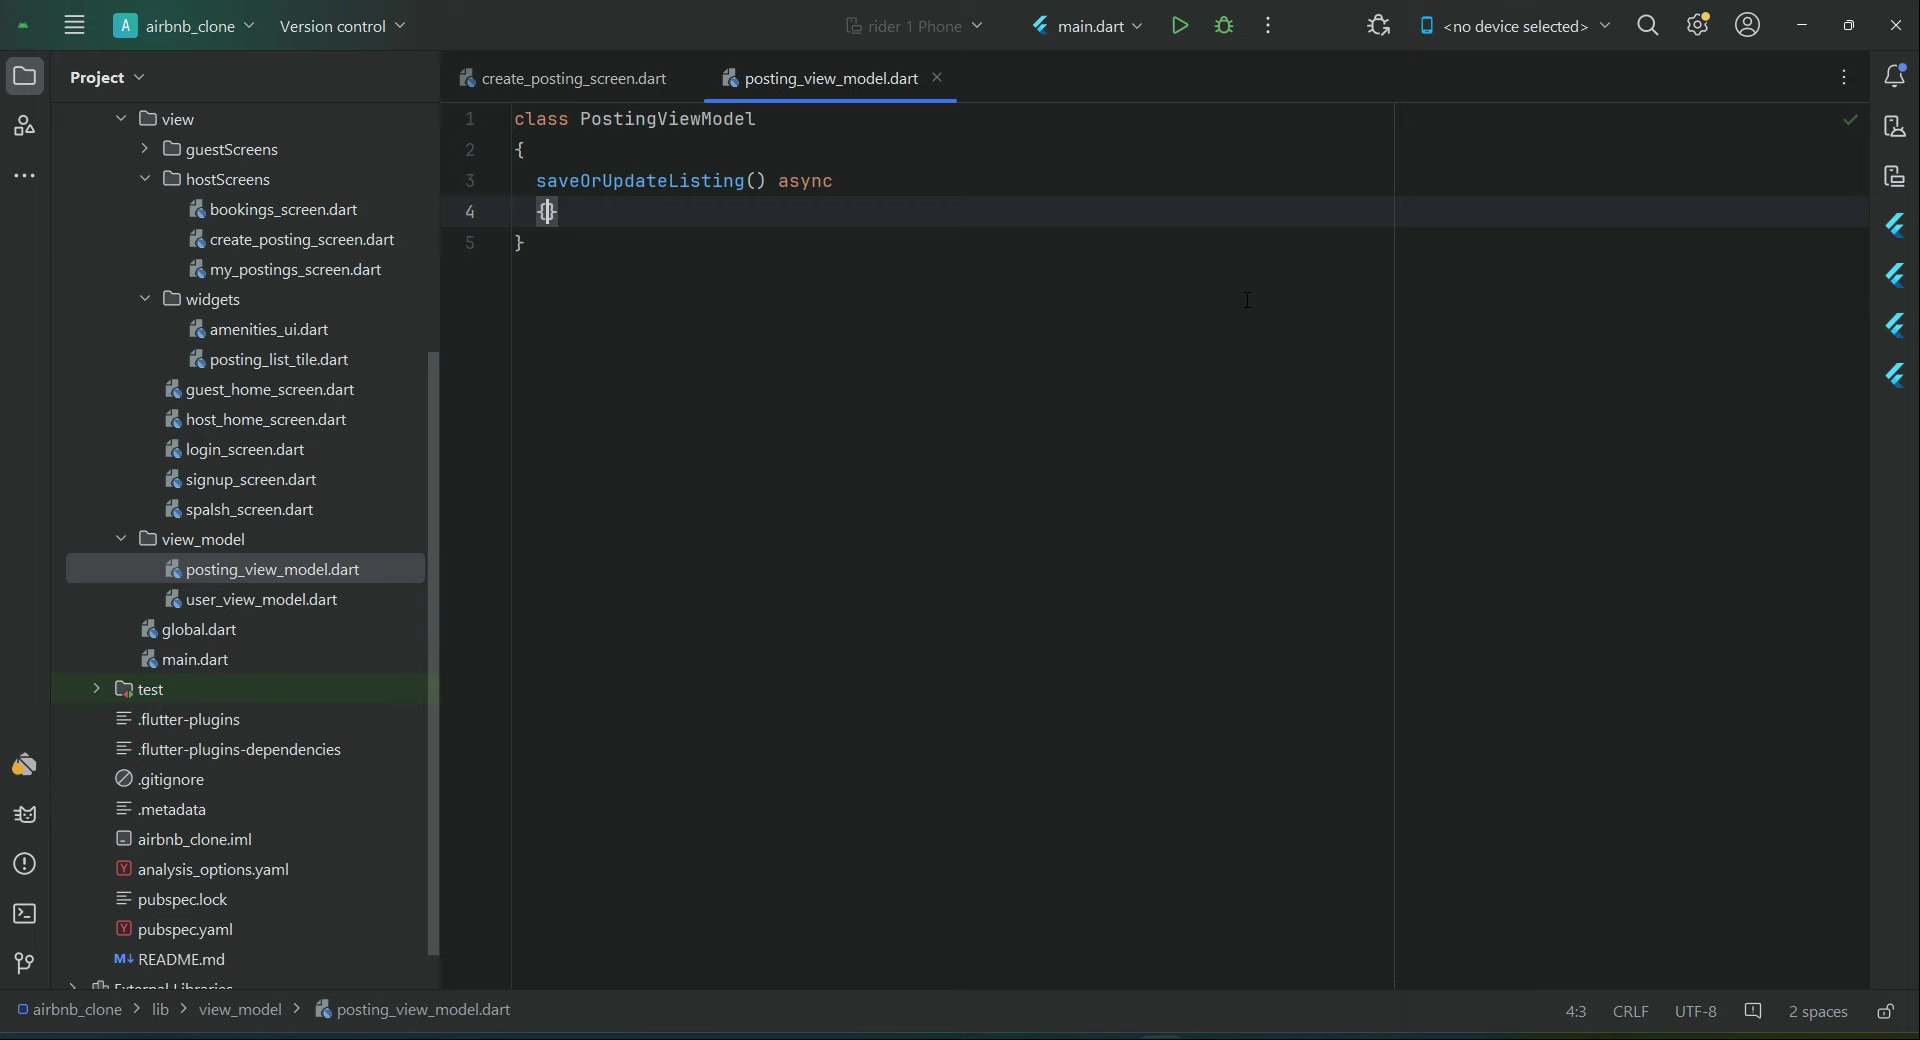 A airbnb_clone Version control rider 1 Phone main.dart <no device selected>
Project
create_posting_screen.dart posting_view_model.dart
view
guestScreens
hostScreens
bookings_screen.dart
create_posting_screen.dart
my_postings_screen.dart
widgets
amenities_ui.dart
posting_list_tile.dart
guest_home_screen.dart
host_home_screen.dart
login_screen.dart
signup_screen.dart
spalsh_screen.dart
view_model
posting_view_model.dart
user_view_model.dart
global.dart
main.dart
test
.flutter-plugins
.flutter-plugins-dependencies
.gitignore
.metadata
airbnb_clone.iml
Y analysis_options.yaml
pubspec.lock
Y pubspec.yaml
M↓ README.md
External Libraries
1 class PostingViewModel
2 {
3 saveOrUpdateListing() async
4 {}
5 }
airbnb_clone > lib > view_model > posting_view_model.dart 4:3 CRLF UTF-8 2 spaces